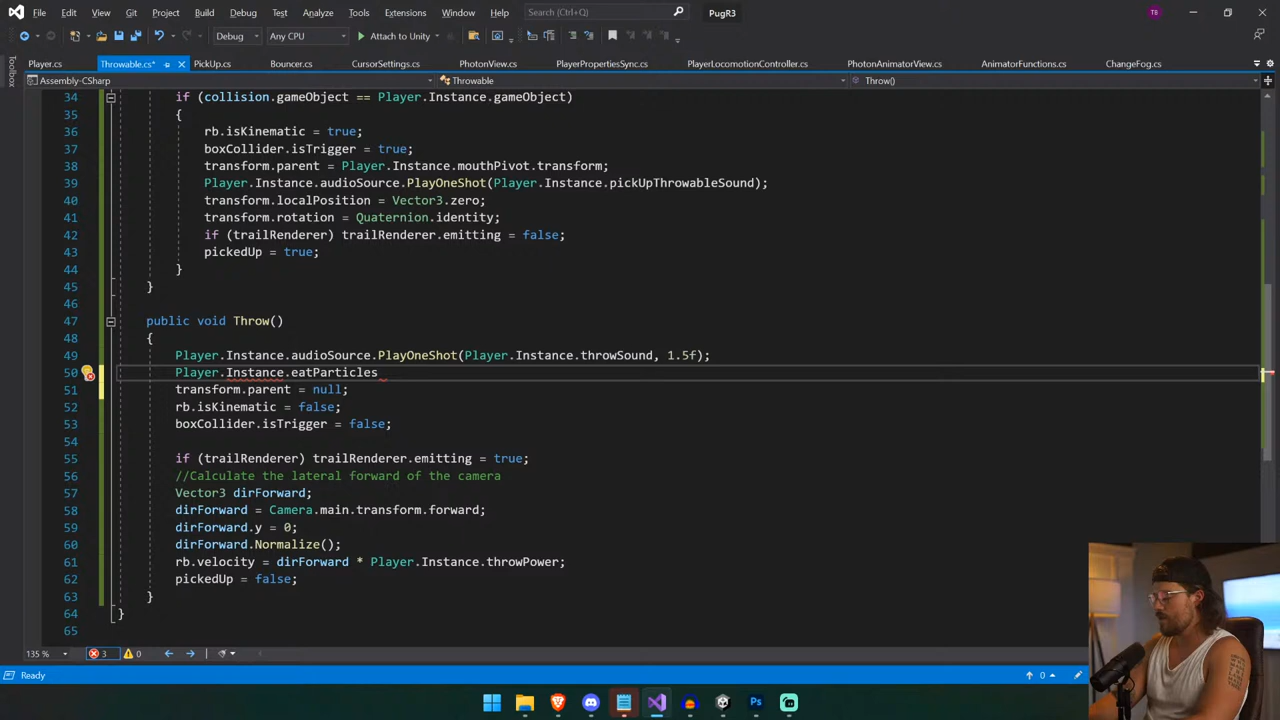 File Edit View Git Project Build Debug Test Analyze Tools Extensions Window Help Search (Ctrl+Q) PugR3 TB
Debug Any CPU Attach to Unity
Player.cs Throwable.cs* PickUp.cs Bouncer.cs CursorSettings.cs PhotonView.cs PlayerPropertiesSync.cs PlayerLocomotionController.cs PhotonAnimatorView.cs AnimatorFunctions.cs ChangeFog.cs
Assembly-CSharp Throwable Throw()
Toolbox
34 if (collision.gameObject == Player.Instance.gameObject)
35 {
36 rb.isKinematic = true;
37 boxCollider.isTrigger = true;
38 transform.parent = Player.Instance.mouthPivot.transform;
39 Player.Instance.audioSource.PlayOneShot(Player.Instance.pickUpThrowableSound);
40 transform.localPosition = Vector3.zero;
41 transform.rotation = Quaternion.identity;
42 if (trailRenderer) trailRenderer.emitting = false;
43 pickedUp = true;
44 }
45 }
46
47 public void Throw()
48 {
49 Player.Instance.audioSource.PlayOneShot(Player.Instance.throwSound, 1.5f);
50 Player.Instance.eatParticles
51 transform.parent = null;
52 rb.isKinematic = false;
53 boxCollider.isTrigger = false;
54
55 if (trailRenderer) trailRenderer.emitting = true;
56 //Calculate the lateral forward of the camera
57 Vector3 dirForward;
58 dirForward = Camera.main.transform.forward;
59 dirForward.y = 0;
60 dirForward.Normalize();
61 rb.velocity = dirForward * Player.Instance.throwPower;
62 pickedUp = false;
63 }
64 }
65
135 % 3 0
Ready 0
Ps